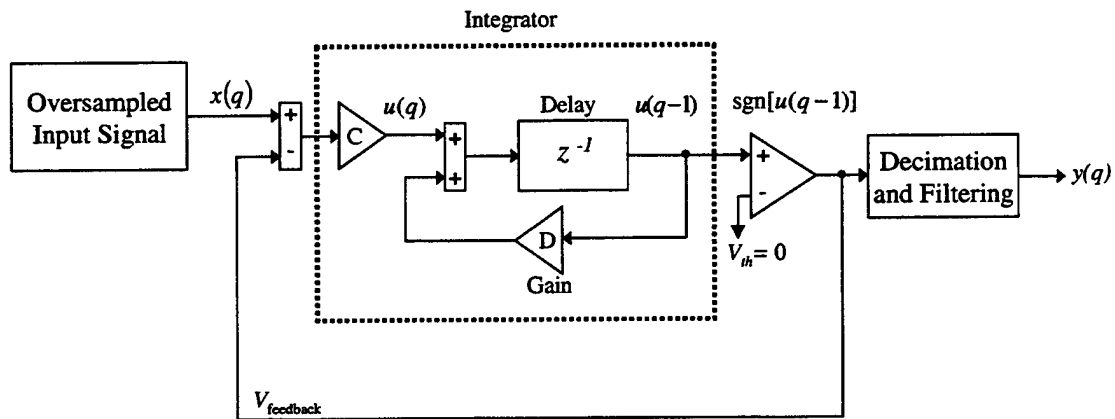 Integrator
Oversampled
Input Signal
x(q)
+
-
C
u(q)
+
+
Delay
z⁻¹
u(q-1)
D
Gain
sgn[u(q-1)]
+
-
V_th = 0
Decimation
and Filtering
y(q)
V_feedback